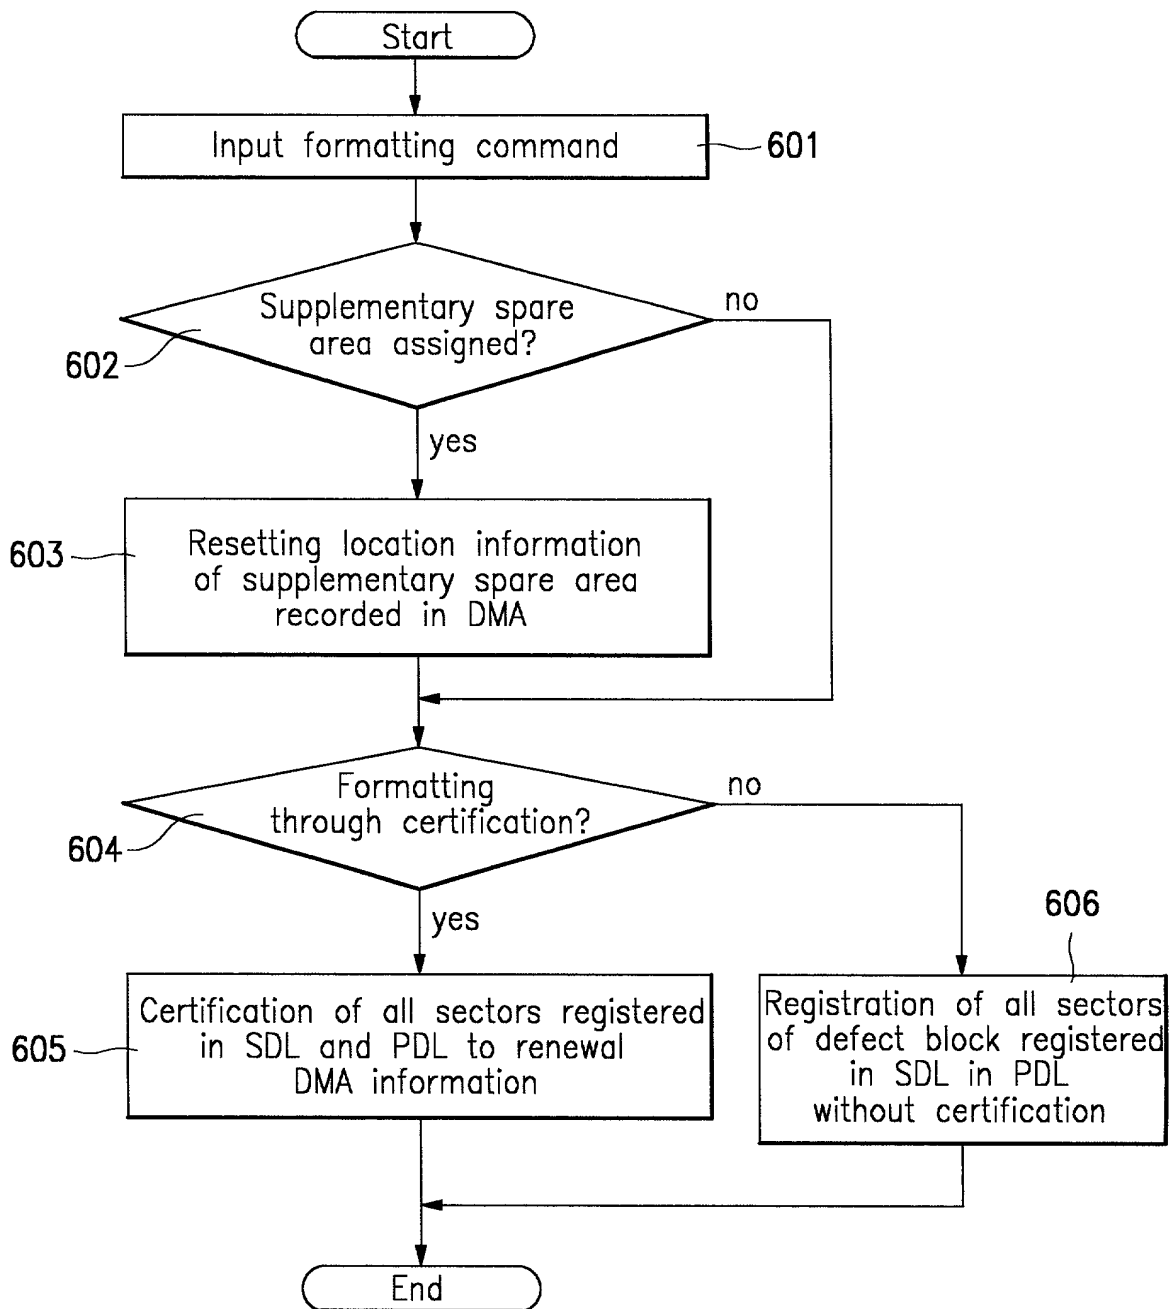 Start
Input formatting command
601
Supplementary spare
area assigned?
no
602
yes
Resetting location information
of supplementary spare area
recorded in DMA
603
Formatting
through certification?
no
604
yes
606
Certification of all sectors registered
in SDL and PDL to renewal
DMA information
605
Registration of all sectors
of defect block registered
in SDL in PDL
without certification
End